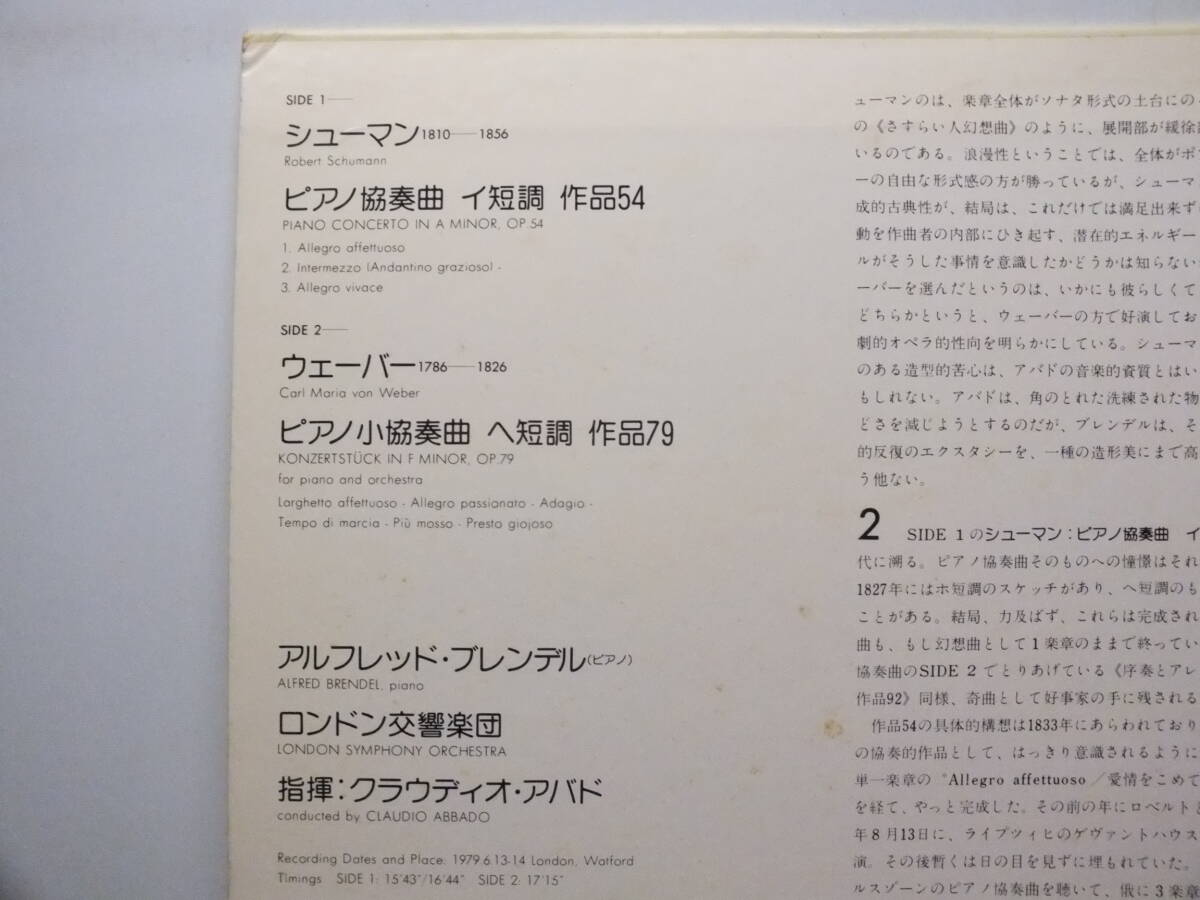 SIDE 1
シューマン 1810—1856
Robert Schumann
ピアノ協奏曲 イ短調 作品54
PIANO CONCERTO IN A MINOR, OP.54
1. Allegro affettuoso
2. Intermezzo (Andantino grazioso) -
3. Allegro vivace
SIDE 2
ウェーバー 1786—1826
Carl Maria von Weber
ピアノ小協奏曲 ヘ短調 作品79
KONZERTSTÜCK IN F MINOR, OP.79
for piano and orchestra
Larghetto affettuoso - Allegro passionato - Adagio -
Tempo di marcia - Più mosso - Presto giojoso
アルフレッド・ブレンデル(ピアノ)
ALFRED BRENDEL, piano
ロンドン交響楽団
LONDON SYMPHONY ORCHESTRA
指揮:クラウディオ・アバド
conducted by CLAUDIO ABBADO
Recording Dates and Place: 1979.6.13-14 London, Watford
Timings SIDE 1: 15'43"/16'44" SIDE 2: 17'15"
ューマンのは、楽章全体がソナタ形式の土台にの
の《さすらい人幻想曲》のように、展開部が緩徐
いるのである。浪漫性ということでは、全体がポ
ーの自由な形式感の方が勝っているが、シューマ
成的古典性が、結局は、これだけでは満足出来ず
動を作曲者の内部にひき起す、潜在的エネルギー
ルがそうした事情を意識したかどうかは知らない
ーバーを選んだというのは、いかにも彼らしくて
どちらかというと、ウェーバーの方で好演してお
劇的オペラ的性向を明らかにしている。シューマ
のある造型的苦心は、アバドの音楽的資質とはい
もしれない。アバドは、角のとれた洗練された物
どさを減じようとするのだが、ブレンデルは、そ
的反復のエクスタシーを、一種の造形美にまで高
う他ない。
2 SIDE 1のシューマン:ピアノ協奏曲 イ
代に溯る。ピアノ協奏曲そのものへの憧憬はそれ
1827年にはホ短調のスケッチがあり、ヘ短調のも
ことがある。結局、力及ばず、これらは完成され
曲も、もし幻想曲として1楽章のままで終ってい
協奏曲のSIDE 2でとりあげている《序奏とアレ
作品92》同様、奇曲として好事家の手に残される
作品54の具体的構想は1833年にあらわれており
の協奏的作品として、はっきり意識されるように
単一楽章の"Allegro affettuoso/愛情をこめて
を経て、やっと完成した。その前の年にロベルトと
年8月13日に、ライプツィヒのゲヴァントハウス
演。その後暫くは日の目を見ずに埋もれていた。
ルスゾーンのピアノ協奏曲を聴いて、俄に3楽章